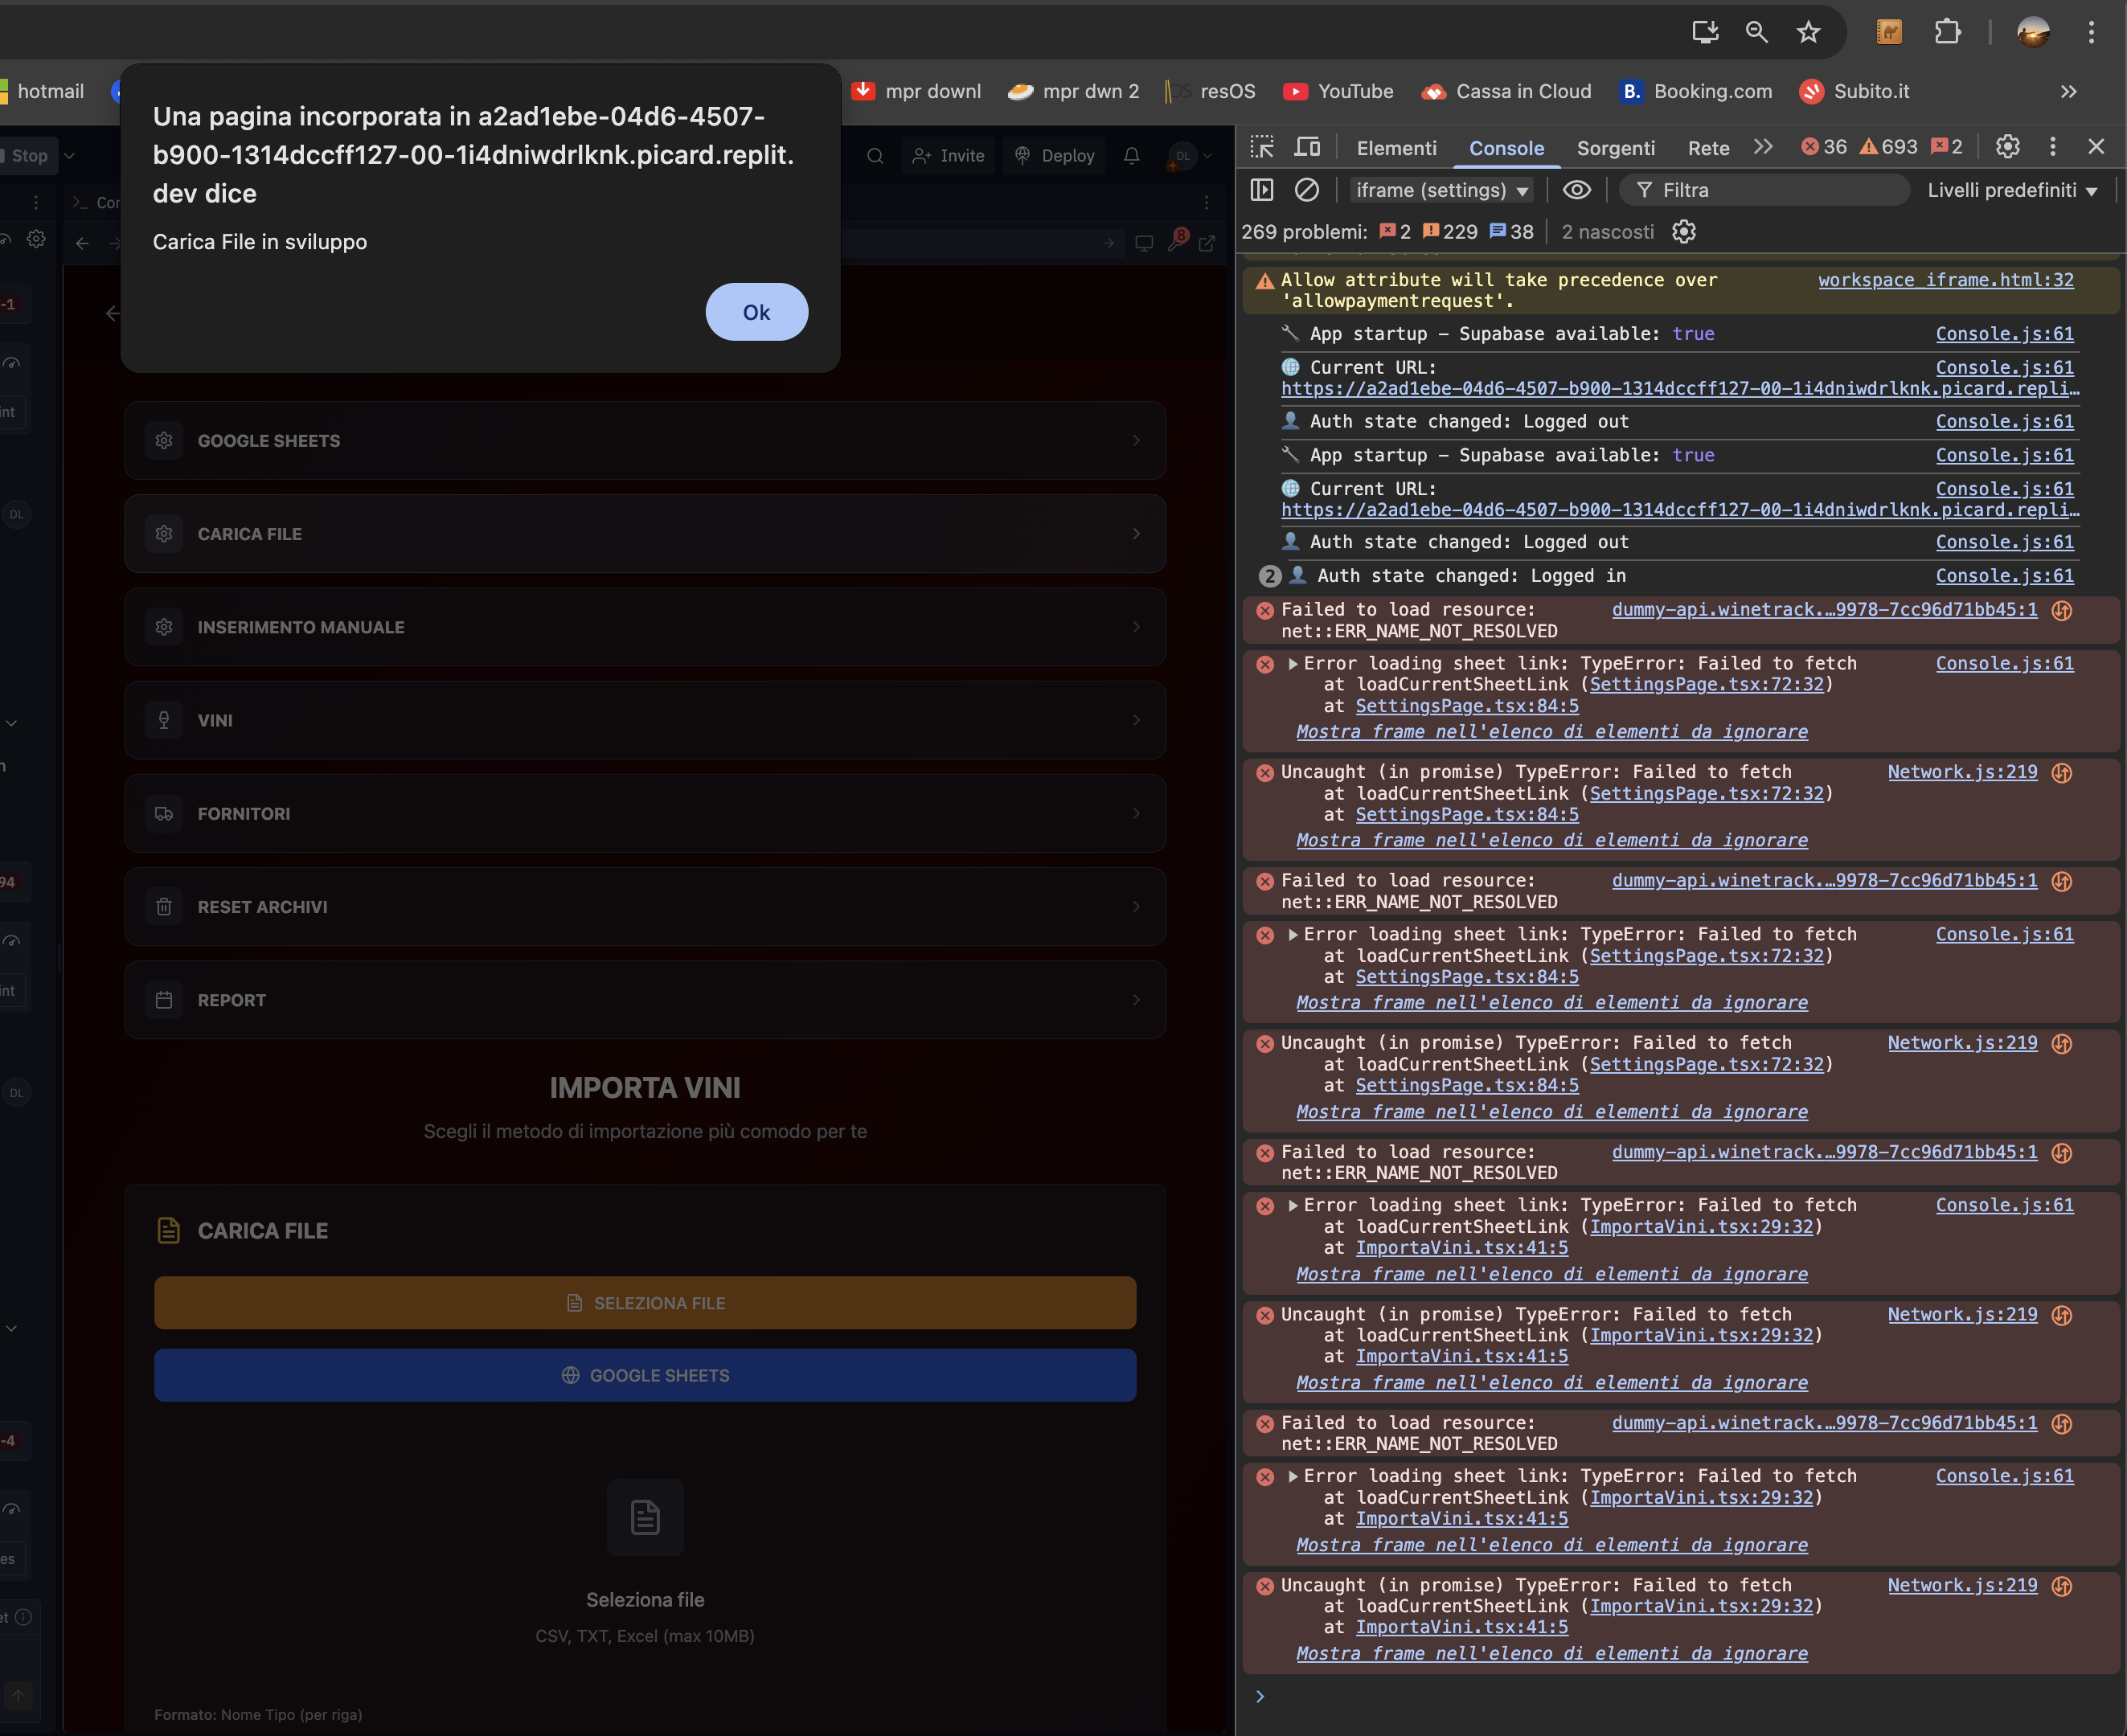 hotmail
mpr downl
mpr dwn 2
resOS
YouTube
Cassa in Cloud
B.
Booking.com
Subito.it
Una pagina incorporata in a2ad1ebe-04d6-4507-
b900-1314dccff127-00-1i4dniwdrlknk.picard.replit.
dev dice
Carica File in sviluppo
Ok
Stop
Invite
Deploy
DL
Con
8
-1
int
DL
94
int
DL
-4
es
et
GOOGLE SHEETS
CARICA FILE
INSERIMENTO MANUALE
VINI
FORNITORI
RESET ARCHIVI
REPORT
IMPORTA VINI
Scegli il metodo di importazione più comodo per te
CARICA FILE
SELEZIONA FILE
GOOGLE SHEETS
Seleziona file
CSV, TXT, Excel (max 10MB)
Formato: Nome Tipo (per riga)
Elementi Console Sorgenti Rete 36 693 2
iframe (settings) Filtra Livelli predefiniti
269 problemi: 2 229 38 2 nascosti
Allow attribute will take precedence over workspace_iframe.html:32
'allowpaymentrequest'.
App startup – Supabase available: true Console.js:61
Current URL: Console.js:61
https://a2ad1ebe-04d6-4507-b900-1314dccff127-00-1i4dniwdrlknk.picard.repli…
Auth state changed: Logged out Console.js:61
App startup – Supabase available: true Console.js:61
Current URL: Console.js:61
https://a2ad1ebe-04d6-4507-b900-1314dccff127-00-1i4dniwdrlknk.picard.repli…
Auth state changed: Logged out Console.js:61
2 Auth state changed: Logged in Console.js:61
Failed to load resource: dummy-api.winetrack.…9978-7cc96d71bb45:1
net::ERR_NAME_NOT_RESOLVED
Error loading sheet link: TypeError: Failed to fetch Console.js:61
at loadCurrentSheetLink (SettingsPage.tsx:72:32)
at SettingsPage.tsx:84:5
Mostra frame nell'elenco di elementi da ignorare
Uncaught (in promise) TypeError: Failed to fetch Network.js:219
at loadCurrentSheetLink (SettingsPage.tsx:72:32)
at SettingsPage.tsx:84:5
Mostra frame nell'elenco di elementi da ignorare
Failed to load resource: dummy-api.winetrack.…9978-7cc96d71bb45:1
net::ERR_NAME_NOT_RESOLVED
Error loading sheet link: TypeError: Failed to fetch Console.js:61
at loadCurrentSheetLink (SettingsPage.tsx:72:32)
at SettingsPage.tsx:84:5
Mostra frame nell'elenco di elementi da ignorare
Uncaught (in promise) TypeError: Failed to fetch Network.js:219
at loadCurrentSheetLink (SettingsPage.tsx:72:32)
at SettingsPage.tsx:84:5
Mostra frame nell'elenco di elementi da ignorare
Failed to load resource: dummy-api.winetrack.…9978-7cc96d71bb45:1
net::ERR_NAME_NOT_RESOLVED
Error loading sheet link: TypeError: Failed to fetch Console.js:61
at loadCurrentSheetLink (ImportaVini.tsx:29:32)
at ImportaVini.tsx:41:5
Mostra frame nell'elenco di elementi da ignorare
Uncaught (in promise) TypeError: Failed to fetch Network.js:219
at loadCurrentSheetLink (ImportaVini.tsx:29:32)
at ImportaVini.tsx:41:5
Mostra frame nell'elenco di elementi da ignorare
Failed to load resource: dummy-api.winetrack.…9978-7cc96d71bb45:1
net::ERR_NAME_NOT_RESOLVED
Error loading sheet link: TypeError: Failed to fetch Console.js:61
at loadCurrentSheetLink (ImportaVini.tsx:29:32)
at ImportaVini.tsx:41:5
Mostra frame nell'elenco di elementi da ignorare
Uncaught (in promise) TypeError: Failed to fetch Network.js:219
at loadCurrentSheetLink (ImportaVini.tsx:29:32)
at ImportaVini.tsx:41:5
Mostra frame nell'elenco di elementi da ignorare